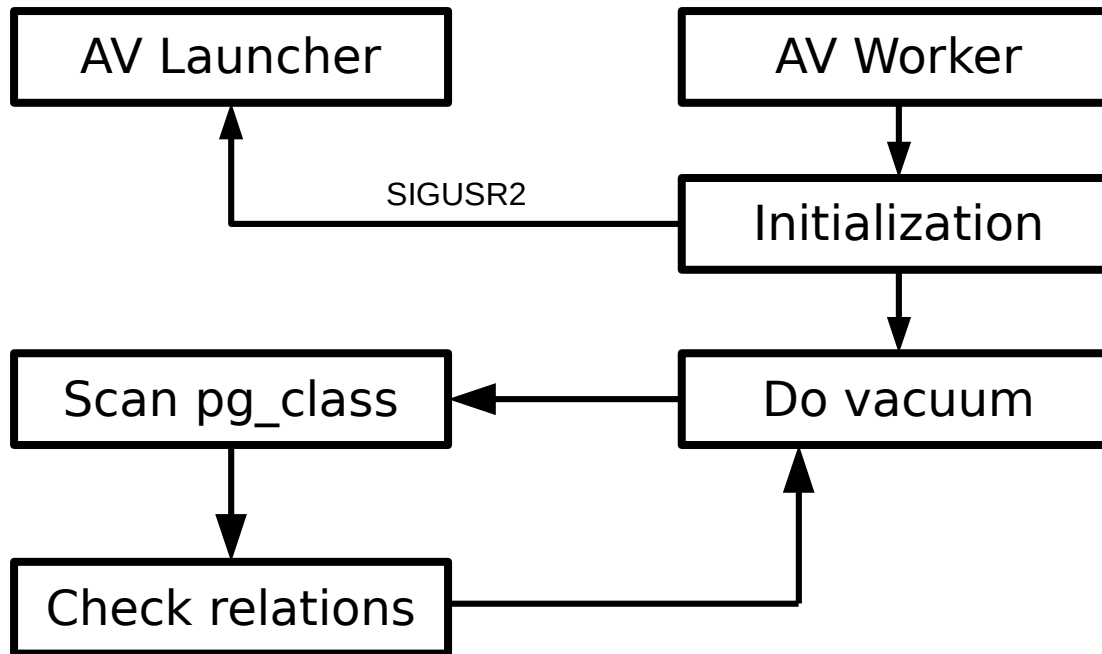 AV Launcher
AV Worker
SIGUSR2
Initialization
Scan pg_class
Do vacuum
Check relations